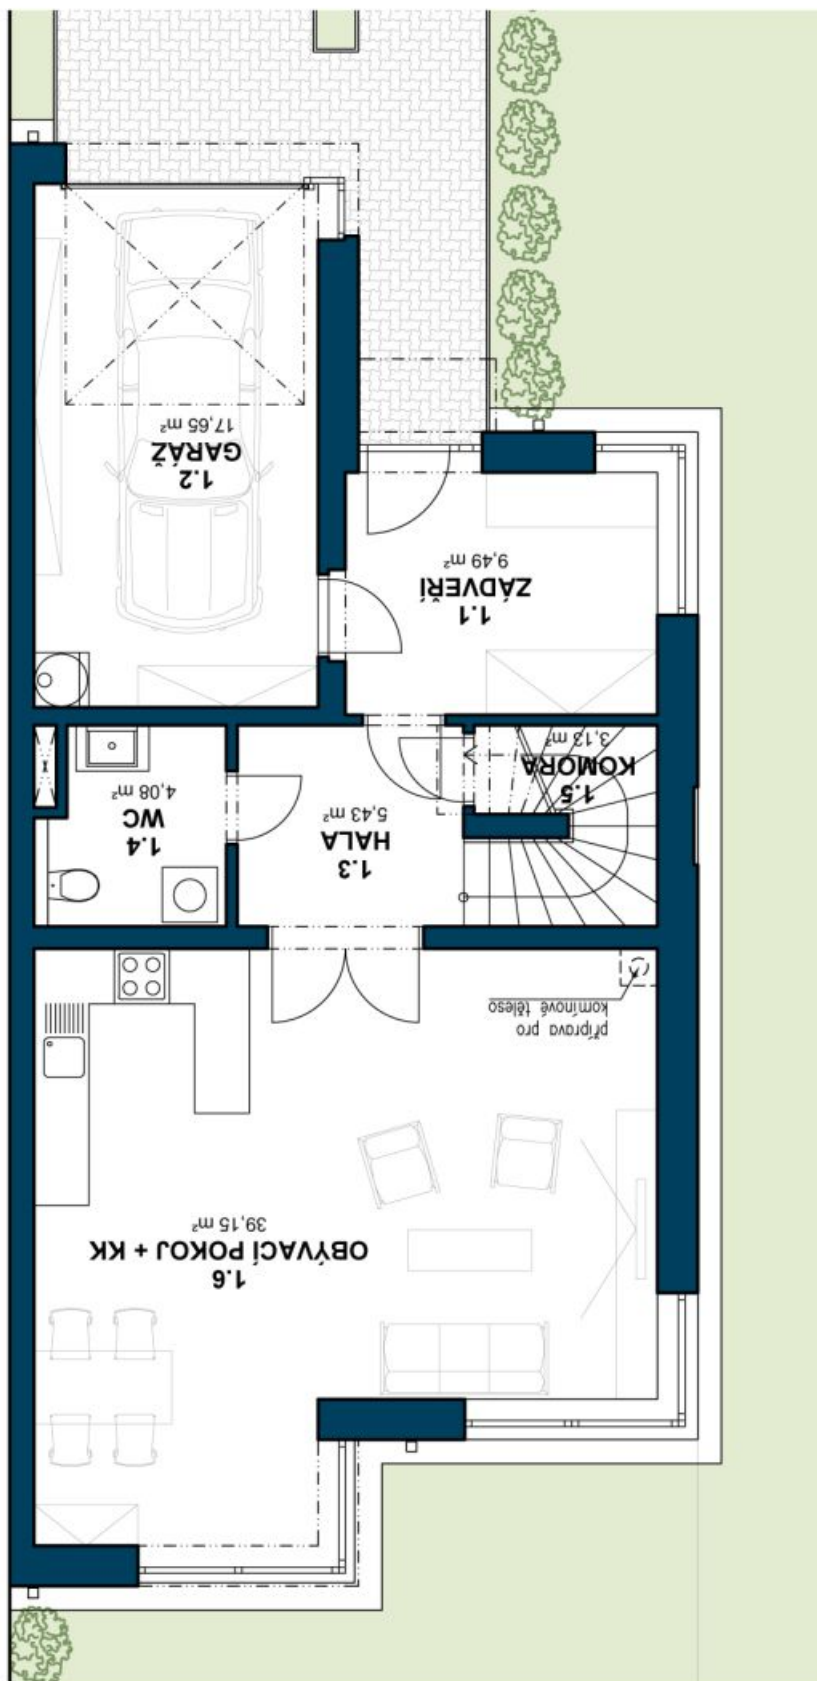 1.2
GARÁŽ
17,65 m²
1.1
ZÁDVEŘÍ
9,49 m²
1.5
KOMORA
3,13 m²
1.4
WC
4,08 m²
1.3
HALA
5,43 m²
příprava pro
komínové těleso
1.6
OBÝVACÍ POKOJ + KK
39,15 m²